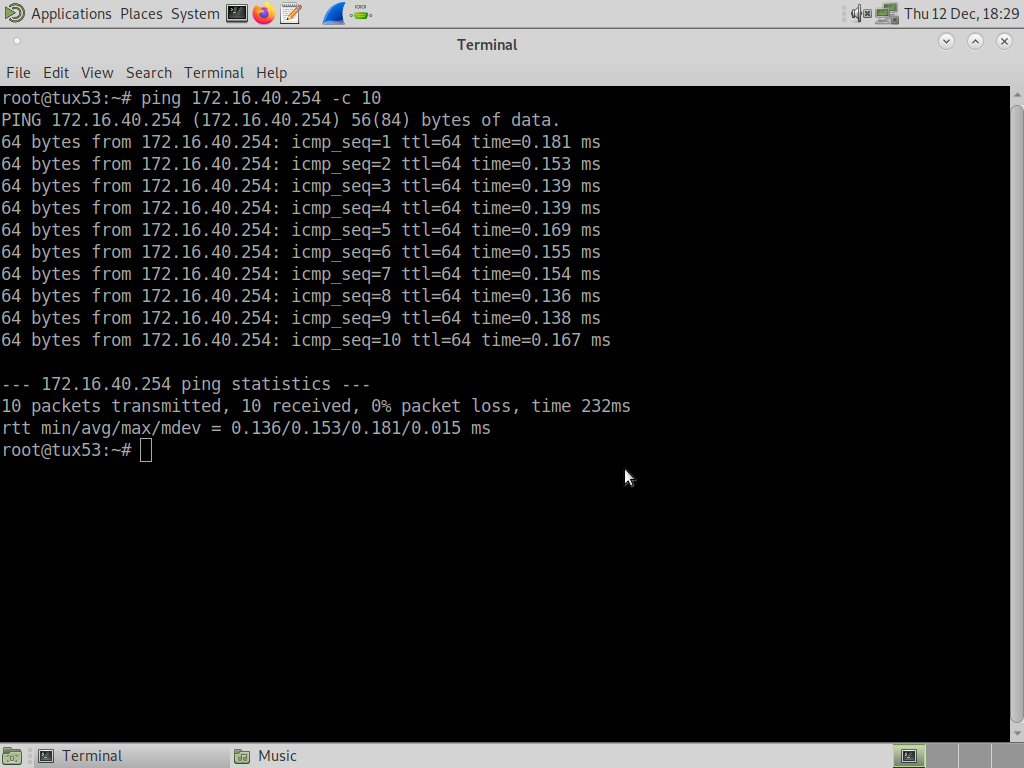 Applications Places System Thu 12 Dec, 18:29
Terminal
File Edit View Search Terminal Help
root@tux53:~# ping 172.16.40.254 -c 10
PING 172.16.40.254 (172.16.40.254) 56(84) bytes of data.
64 bytes from 172.16.40.254: icmp_seq=1 ttl=64 time=0.181 ms
64 bytes from 172.16.40.254: icmp_seq=2 ttl=64 time=0.153 ms
64 bytes from 172.16.40.254: icmp_seq=3 ttl=64 time=0.139 ms
64 bytes from 172.16.40.254: icmp_seq=4 ttl=64 time=0.139 ms
64 bytes from 172.16.40.254: icmp_seq=5 ttl=64 time=0.169 ms
64 bytes from 172.16.40.254: icmp_seq=6 ttl=64 time=0.155 ms
64 bytes from 172.16.40.254: icmp_seq=7 ttl=64 time=0.154 ms
64 bytes from 172.16.40.254: icmp_seq=8 ttl=64 time=0.136 ms
64 bytes from 172.16.40.254: icmp_seq=9 ttl=64 time=0.138 ms
64 bytes from 172.16.40.254: icmp_seq=10 ttl=64 time=0.167 ms
--- 172.16.40.254 ping statistics ---
10 packets transmitted, 10 received, 0% packet loss, time 232ms
rtt min/avg/max/mdev = 0.136/0.153/0.181/0.015 ms
root@tux53:~#
Terminal Music